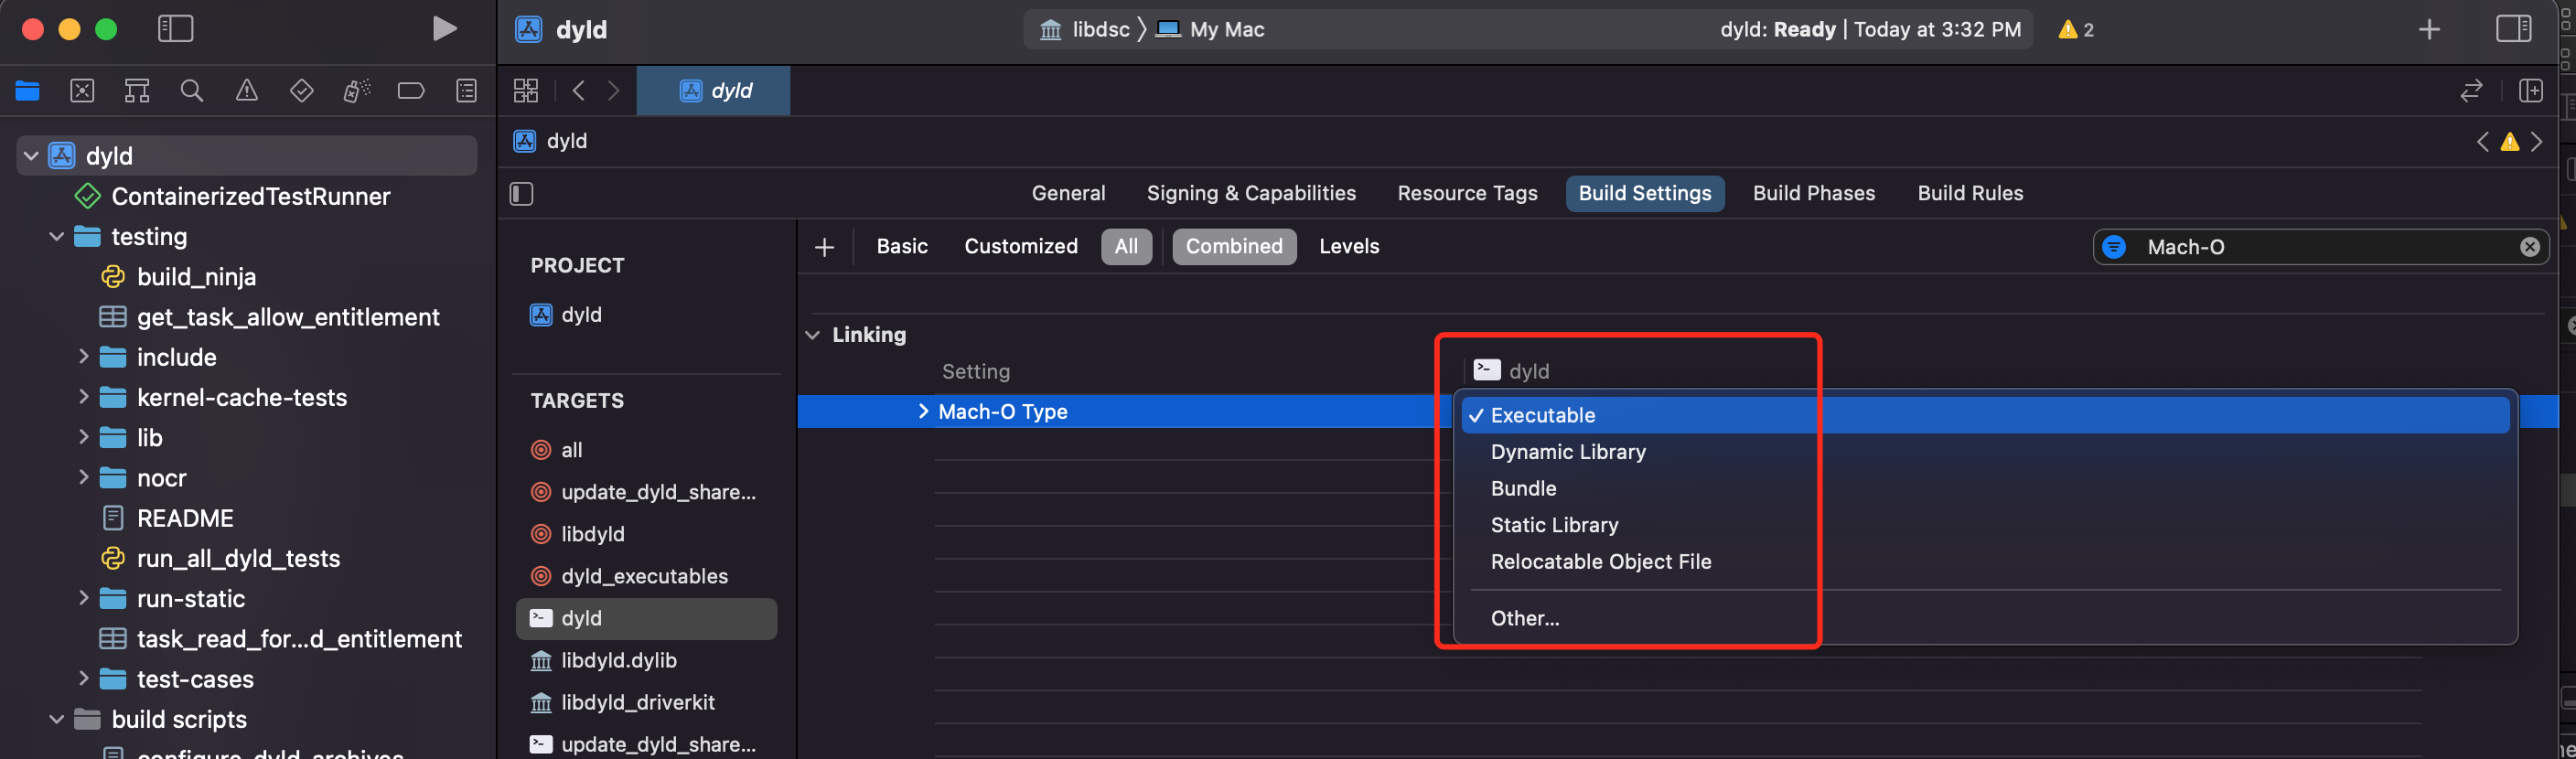 dyld
libdsc
My Mac
dyld: Ready | Today at 3:32 PM
2
dyld
dyld
dyld
ContainerizedTestRunner
testing
build_ninja
get_task_allow_entitlement
include
kernel-cache-tests
lib
nocr
README
run_all_dyld_tests
run-static
task_read_for...d_entitlement
test-cases
build scripts
configure_dyld_archives
General
Signing & Capabilities
Resource Tags
Build Settings
Build Phases
Build Rules
Basic
Customized
All
Combined
Levels
Mach-O
PROJECT
dyld
TARGETS
all
update_dyld_share...
libdyld
dyld_executables
dyld
libdyld.dylib
libdyld_driverkit
update_dyld_share...
Linking
Setting
dyld
Mach-O Type
Executable
Dynamic Library
Bundle
Static Library
Relocatable Object File
Other...